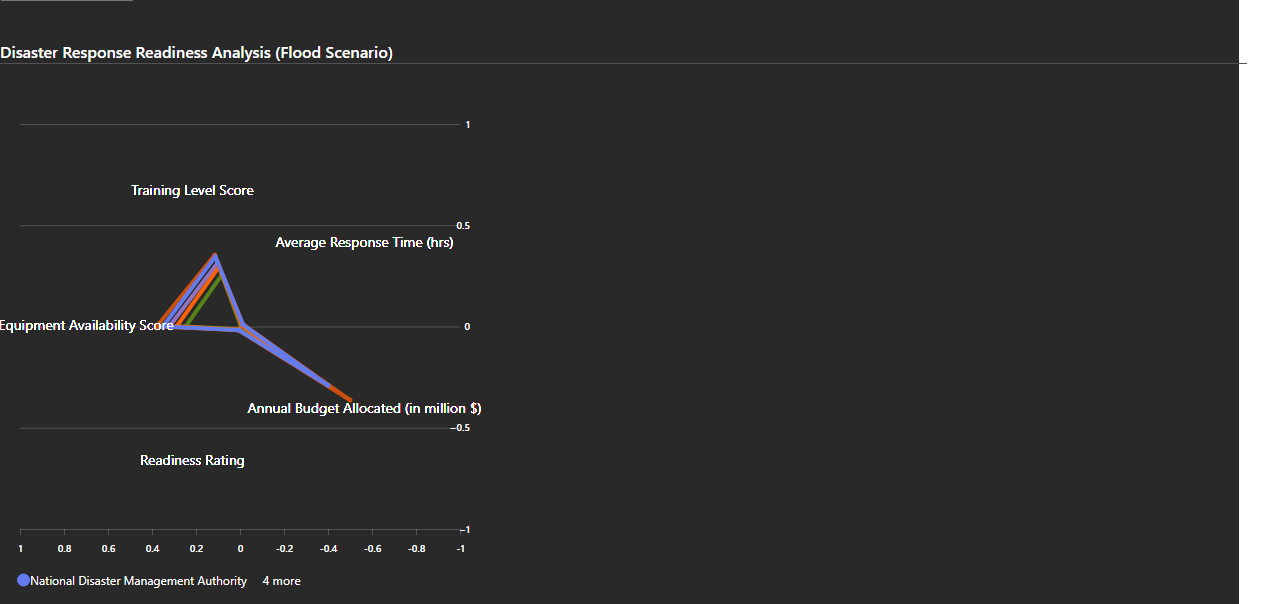 Disaster Response Readiness Analysis (Flood Scenario)
1
Training Level Score
0.5
Average Response Time (hrs)
Equipment Availability Score
0
Annual Budget Allocated (in million $)
−0.5
Readiness Rating
−1
1 0.8 0.6 0.4 0.2 0 -0.2 -0.4 -0.6 -0.8 -1
National Disaster Management Authority 4 more